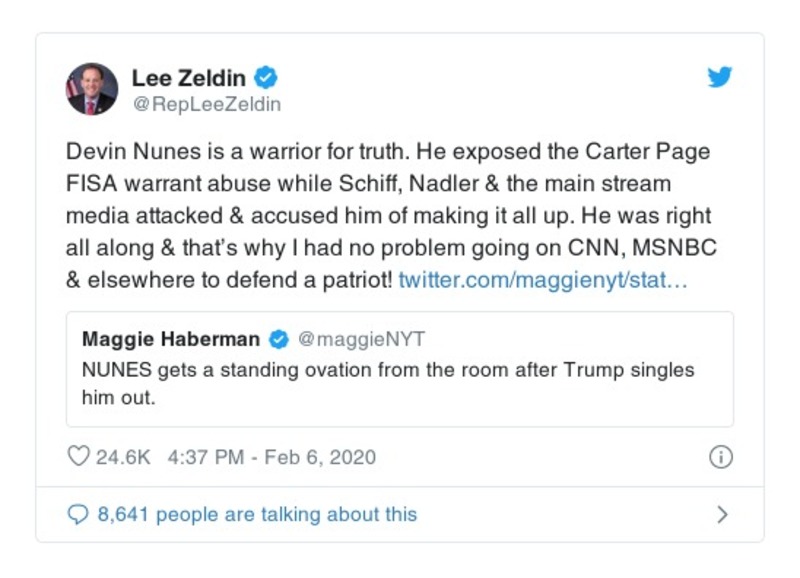 Lee Zeldin
@RepLeeZeldin
Devin Nunes is a warrior for truth. He exposed the Carter Page
FISA warrant abuse while Schiff, Nadler & the main stream
media attacked & accused him of making it all up. He was right
all along & that’s why I had no problem going on CNN, MSNBC
& elsewhere to defend a patriot! twitter.com/maggienyt/stat…
Maggie Haberman @maggieNYT
NUNES gets a standing ovation from the room after Trump singles
him out.
24.6K 4:37 PM - Feb 6, 2020
8,641 people are talking about this